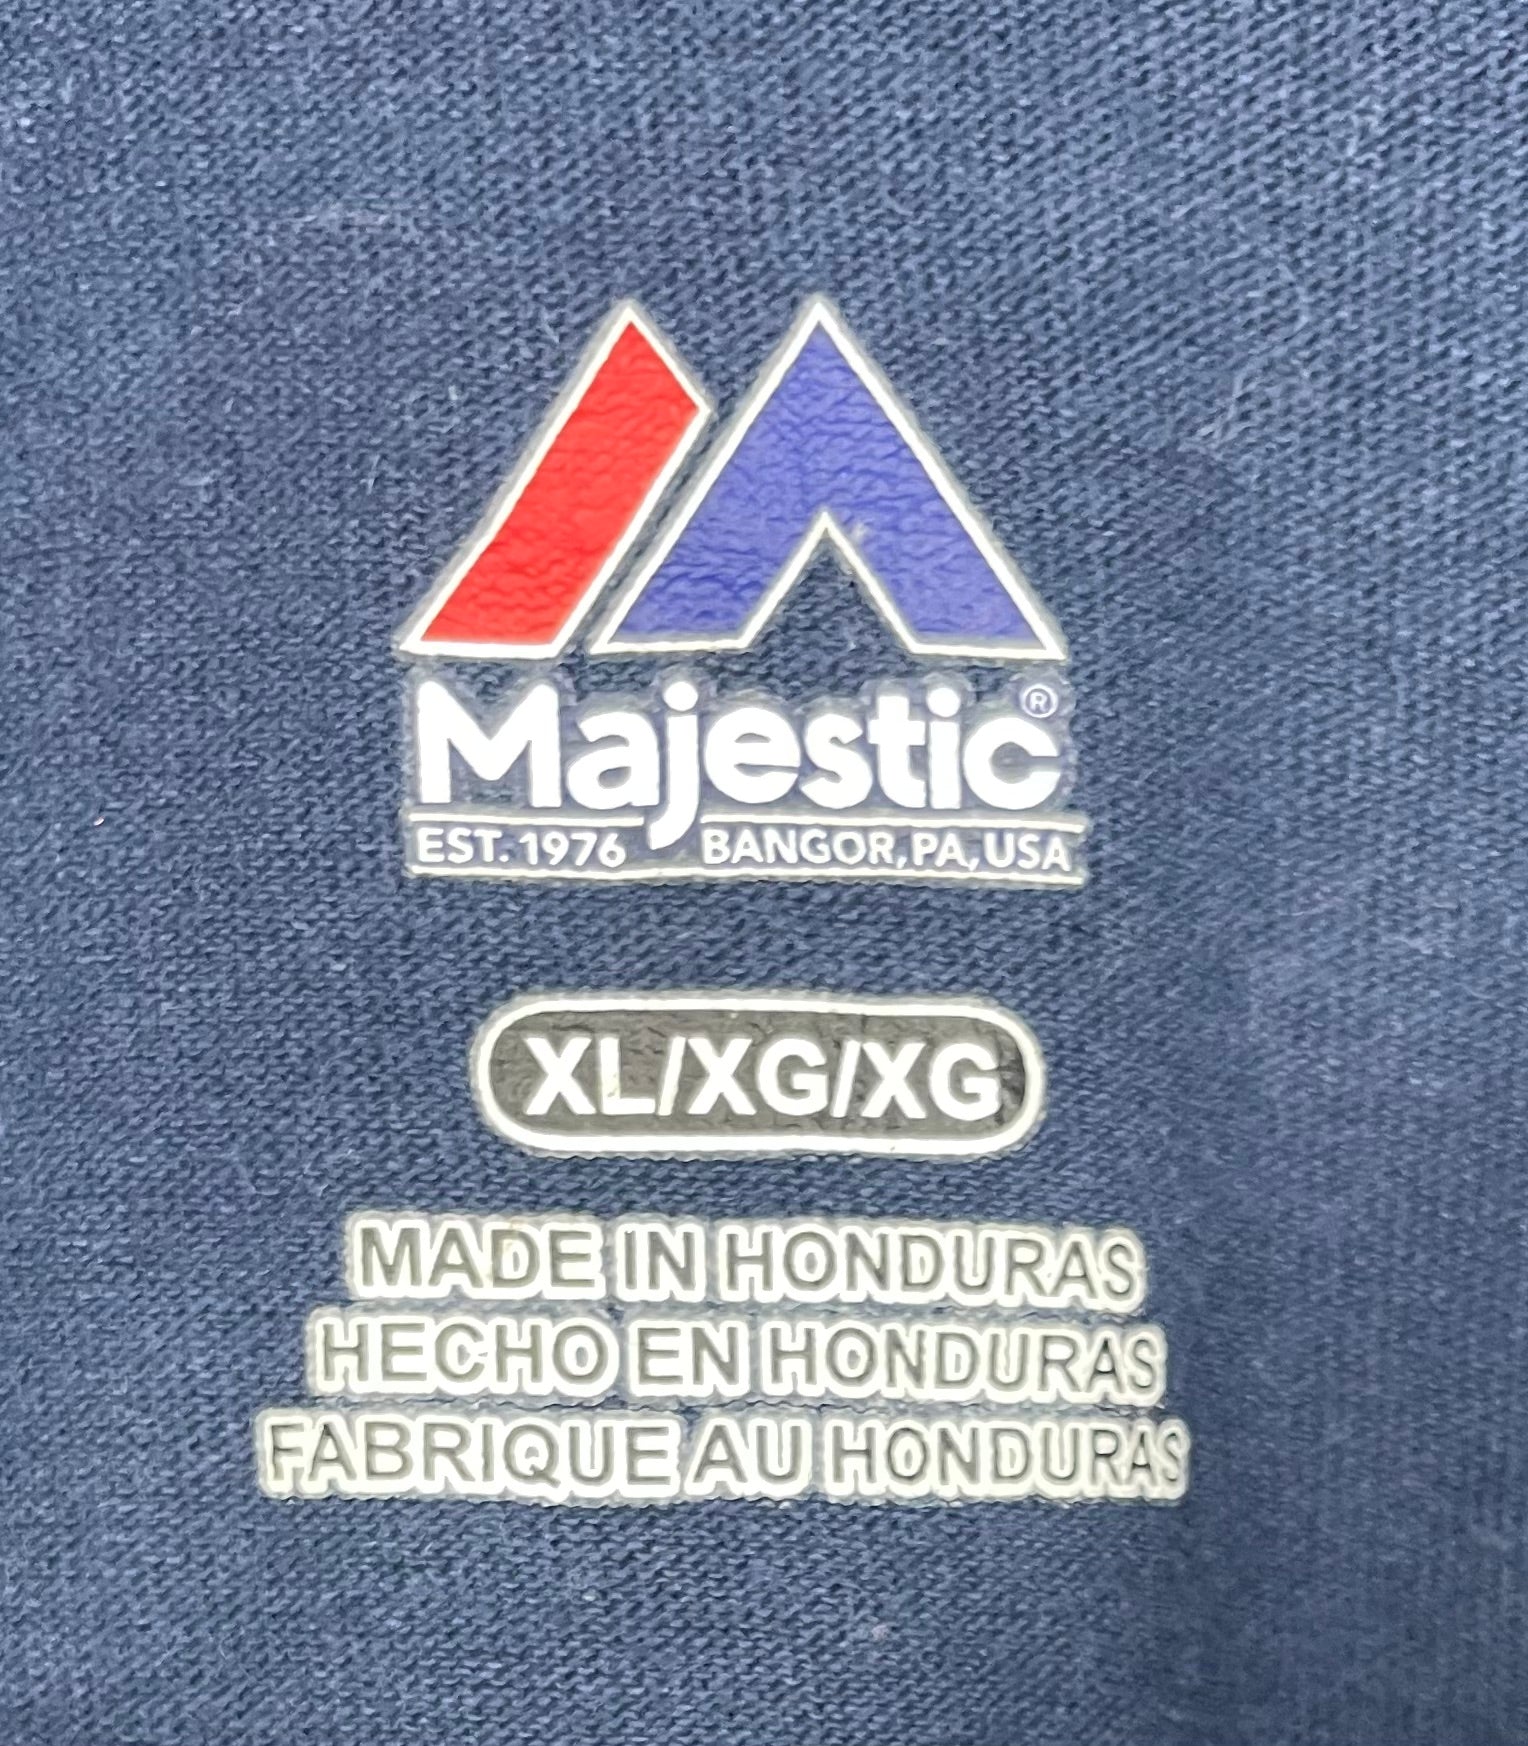 Majestic®
EST. 1976 BANGOR, PA, USA
XL/XG/XG
MADE IN HONDURAS
HECHO EN HONDURAS
FABRIQUE AU HONDURAS